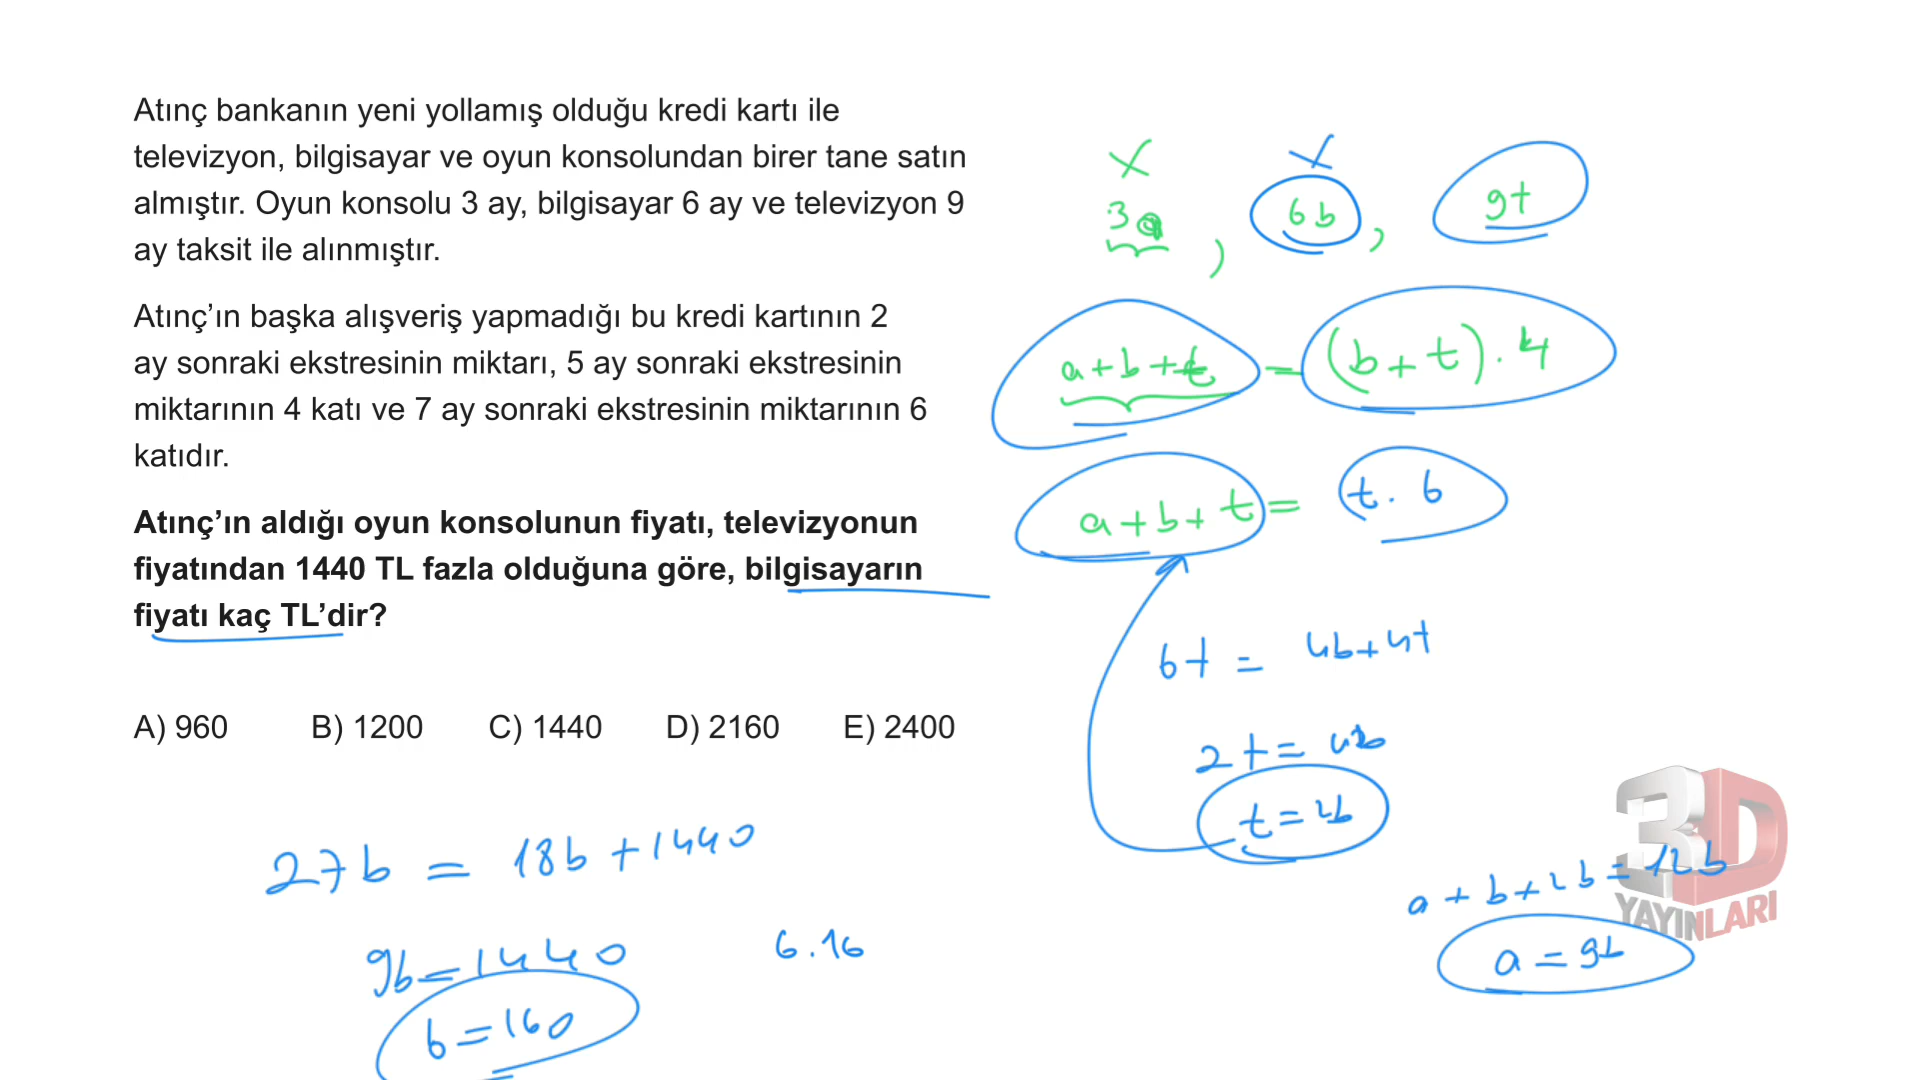 Atınç bankanın yeni yollamış olduğu kredi kartı ile
televizyon, bilgisayar ve oyun konsolundan birer tane satın
almıştır. Oyun konsolu 3 ay, bilgisayar 6 ay ve televizyon 9
ay taksit ile alınmıştır.
Atınç’ın başka alışveriş yapmadığı bu kredi kartının 2
ay sonraki ekstresinin miktarı, 5 ay sonraki ekstresinin
miktarının 4 katı ve 7 ay sonraki ekstresinin miktarının 6
katıdır.
Atınç’ın aldığı oyun konsolunun fiyatı, televizyonun
fiyatından 1440 TL fazla olduğuna göre, bilgisayarın
fiyatı kaç TL’dir?
A) 960 B) 1200 C) 1440 D) 2160 E) 2400
27b = 18b + 1440
9b = 1440
6.16
b = 160
x x
3a , 6b , 9t
a + b + t = (b + t) . 4
a + b + t = t . 6
6t = 4b + 4t
2t = 4b
t = 2b
a + b + 2b = 12b
a = 9b
3D
YAYINLARI